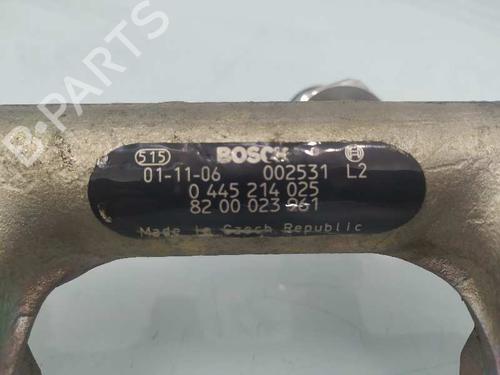 515 BOSCH
01-11-06 002531 L2
0 445 214 025
82 00 023 961
Made in Czech Republic
B-PARTS